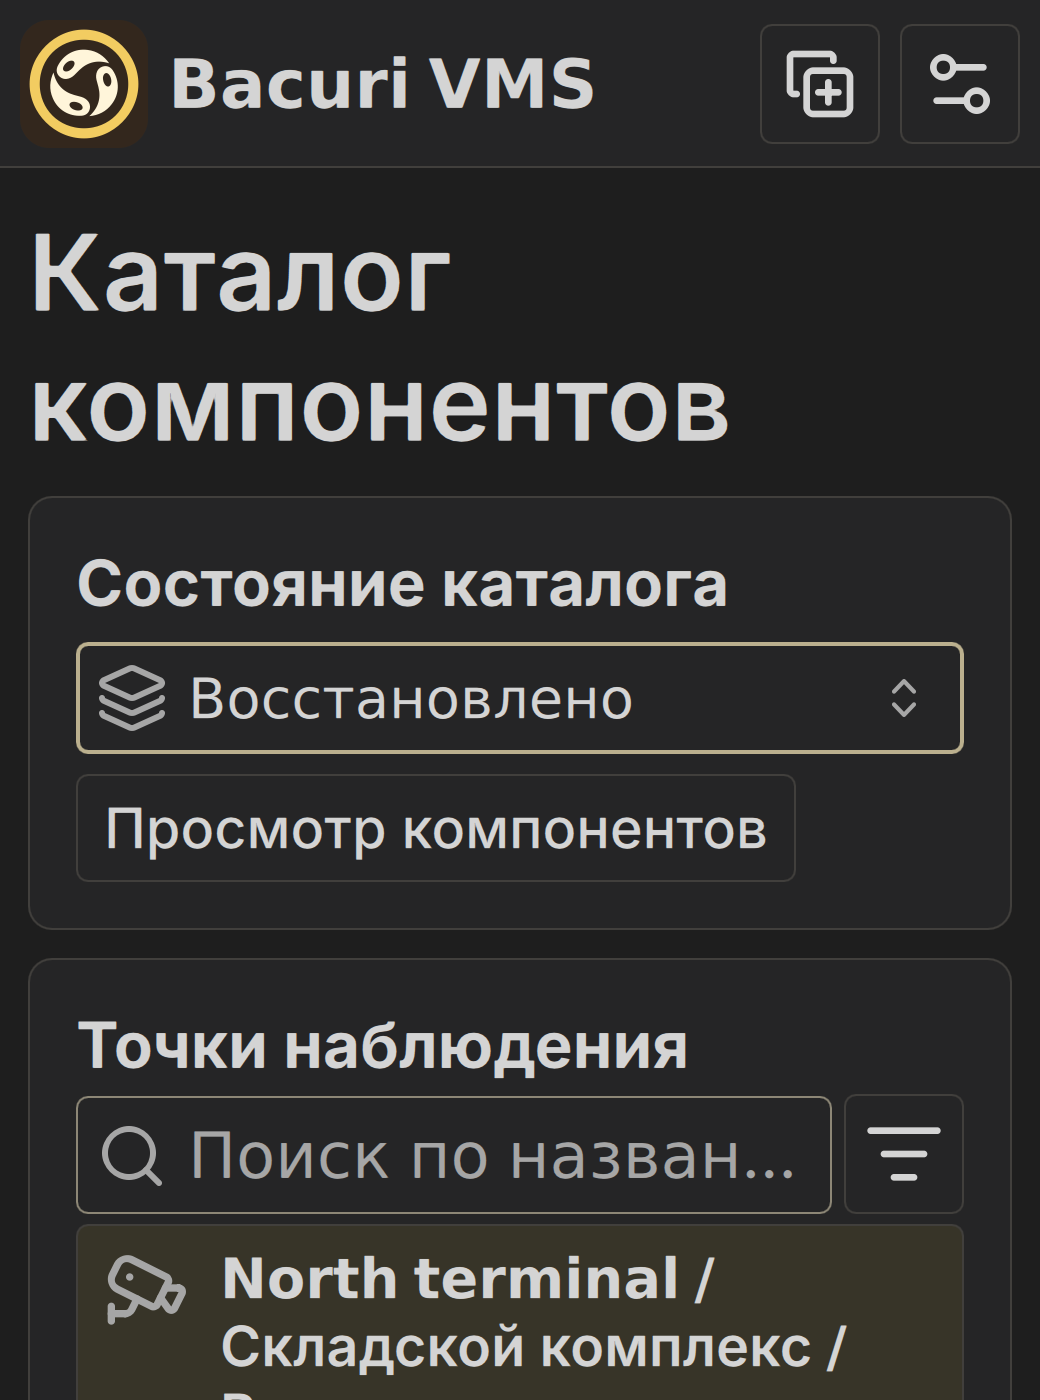 Bacuri VMS
Каталог
компонентов
Состояние каталога
Восстановлено
Просмотр компонентов
Точки наблюдения
Поиск по назван...
North terminal /
Складской комплекс /